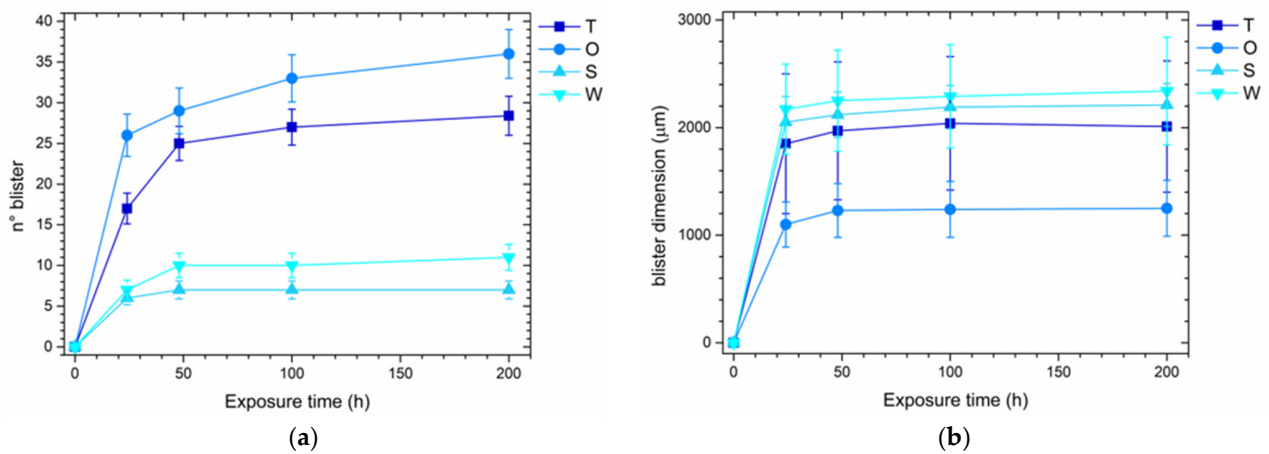 40
35
30
25
20
15
10
5
0
n° blister
0 50 100 150 200
Exposure time (h)
T
O
S
W
(a)
3000
2000
1000
0
blister dimension (μm)
0 50 100 150 200
Exposure time (h)
T
O
S
W
(b)